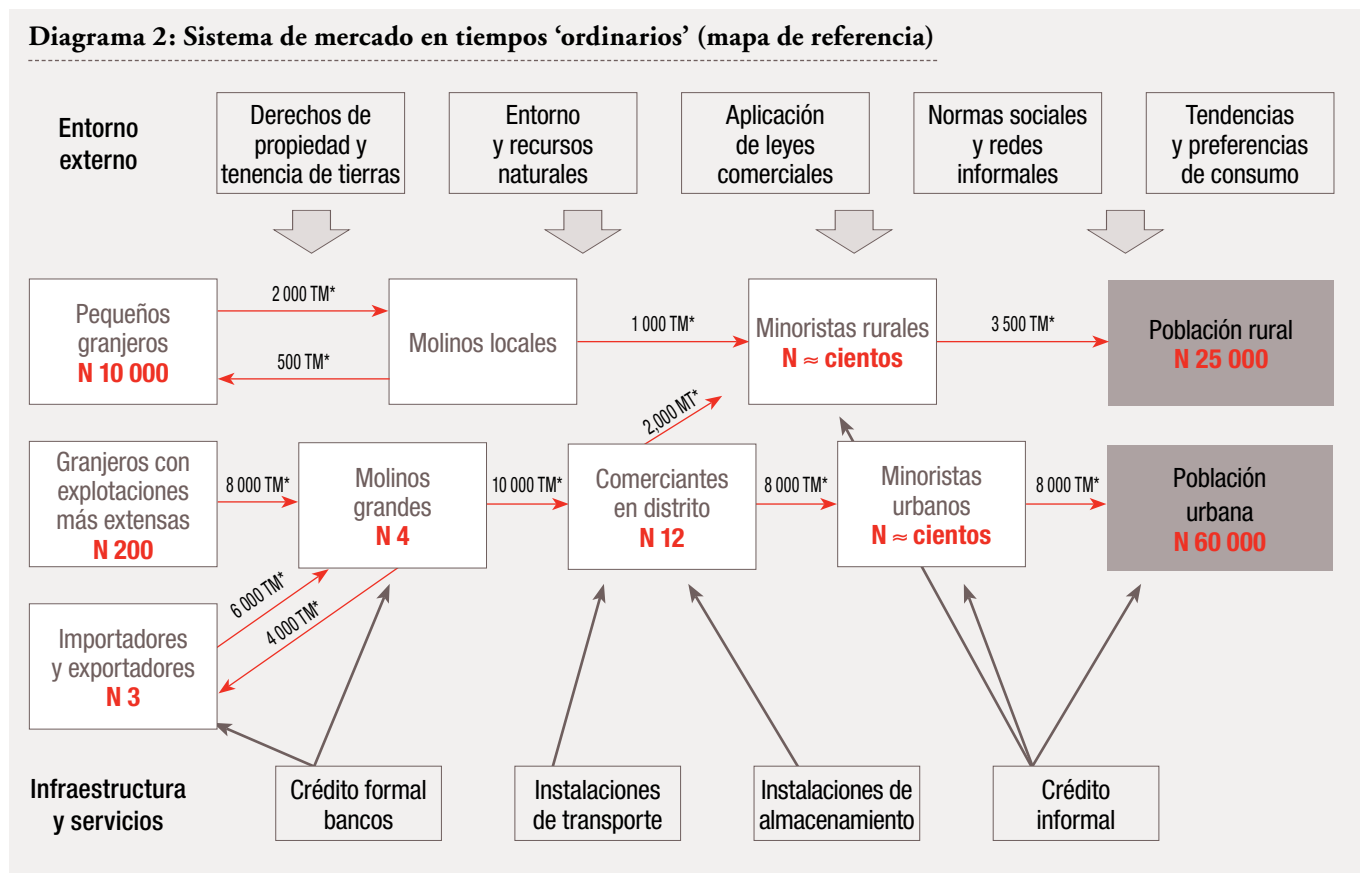 Diagrama 2: Sistema de mercado en tiempos ‘ordinarios’ (mapa de referencia)
Entorno
externo
Derechos de
propiedad y
tenencia de tierras
Entorno
y recursos
naturales
Aplicación
de leyes
comerciales
Normas sociales
y redes
informales
Tendencias
y preferencias
de consumo
Pequeños
granjeros
N 10 000
2 000 TM*
500 TM*
Molinos locales
1 000 TM*
Minoristas rurales
N ≈ cientos
3 500 TM*
Población rural
N 25 000
2,000 MT*
Granjeros con
explotaciones
más extensas
N 200
8 000 TM*
Molinos
grandes
N 4
10 000 TM*
Comerciantes
en distrito
N 12
8 000 TM*
Minoristas
urbanos
N ≈ cientos
8 000 TM*
Población
urbana
N 60 000
6 000 TM*
4 000 TM*
Importadores
y exportadores
N 3
Infraestructura
y servicios
Crédito formal
bancos
Instalaciones
de transporte
Instalaciones de
almacenamiento
Crédito
informal